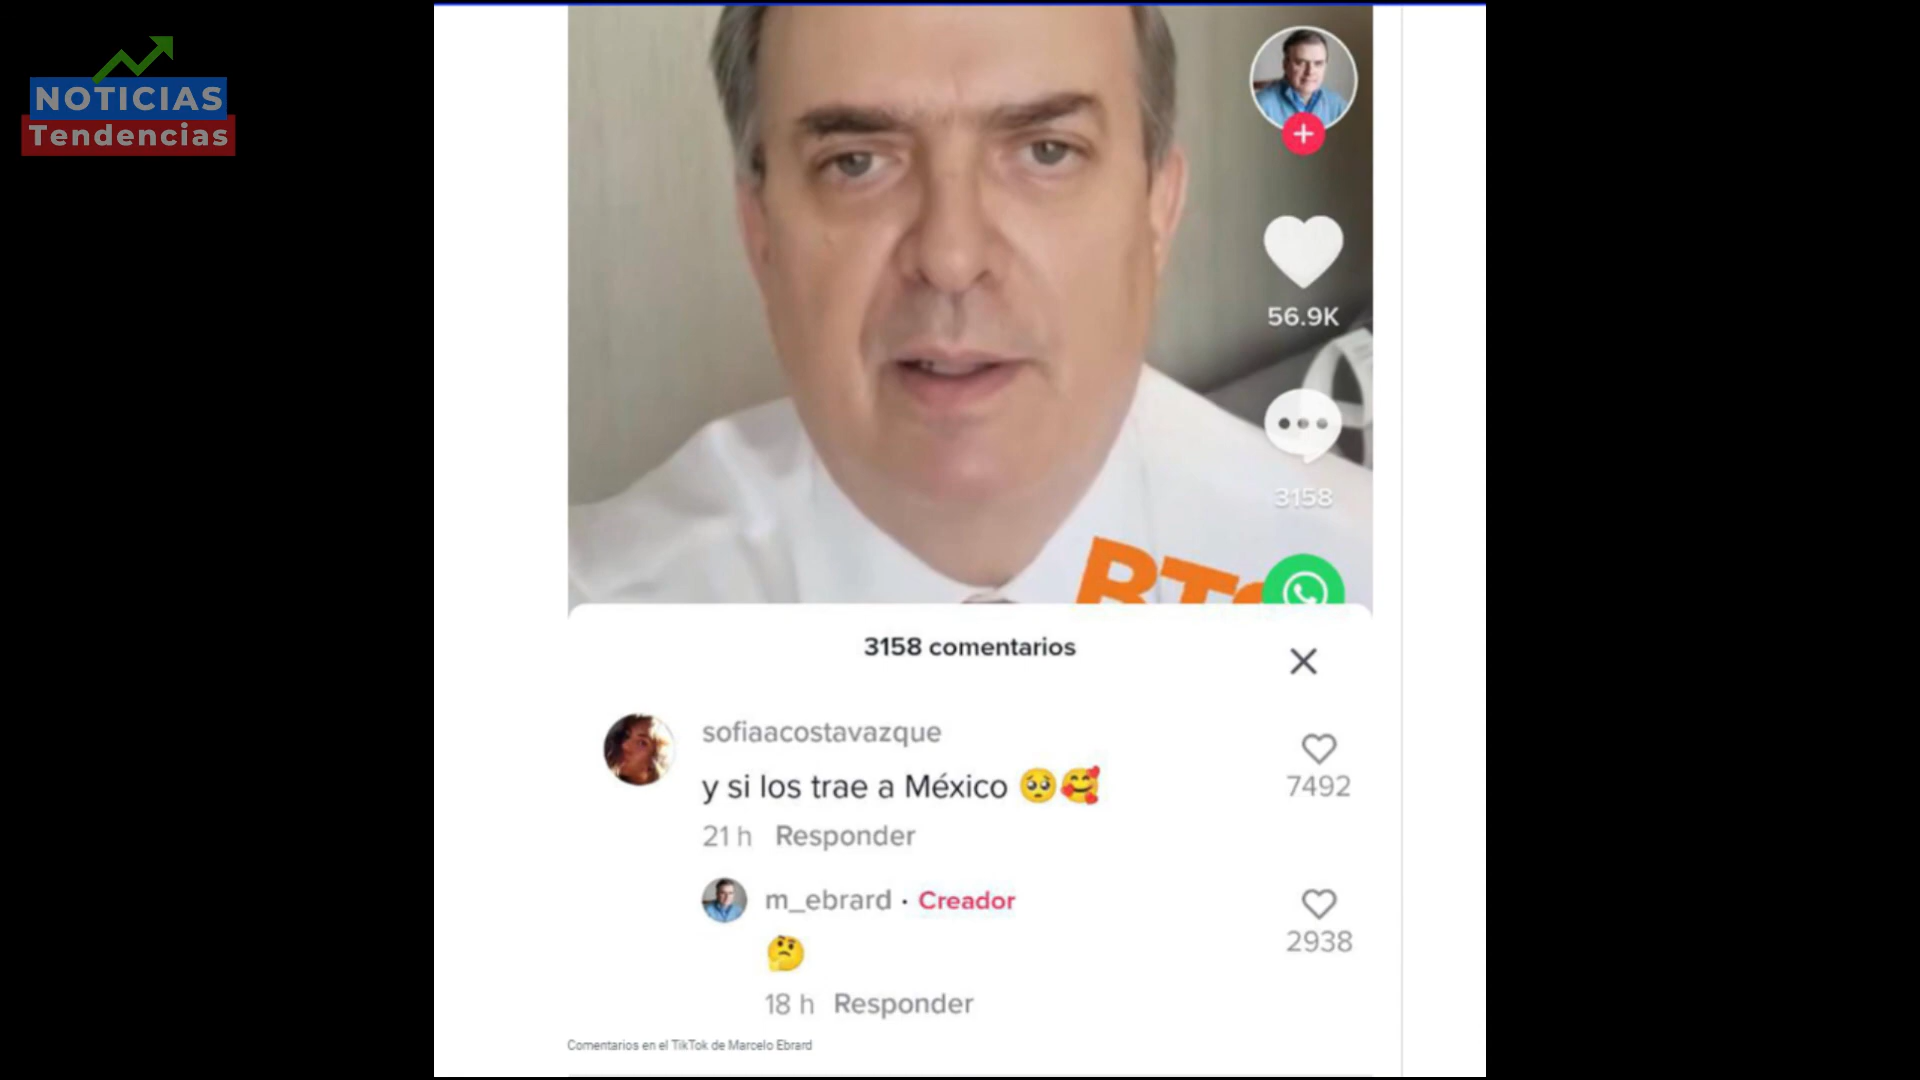 NOTICIAS
Tendencias
56.9K
3158
3158 comentarios
sofiaacostavazque
y si los trae a México 🥺🥰
7492
21 h Responder
m_ebrard · Creador
🤔
2938
18 h Responder
Comentarios en el TikTok de Marcelo Ebrard